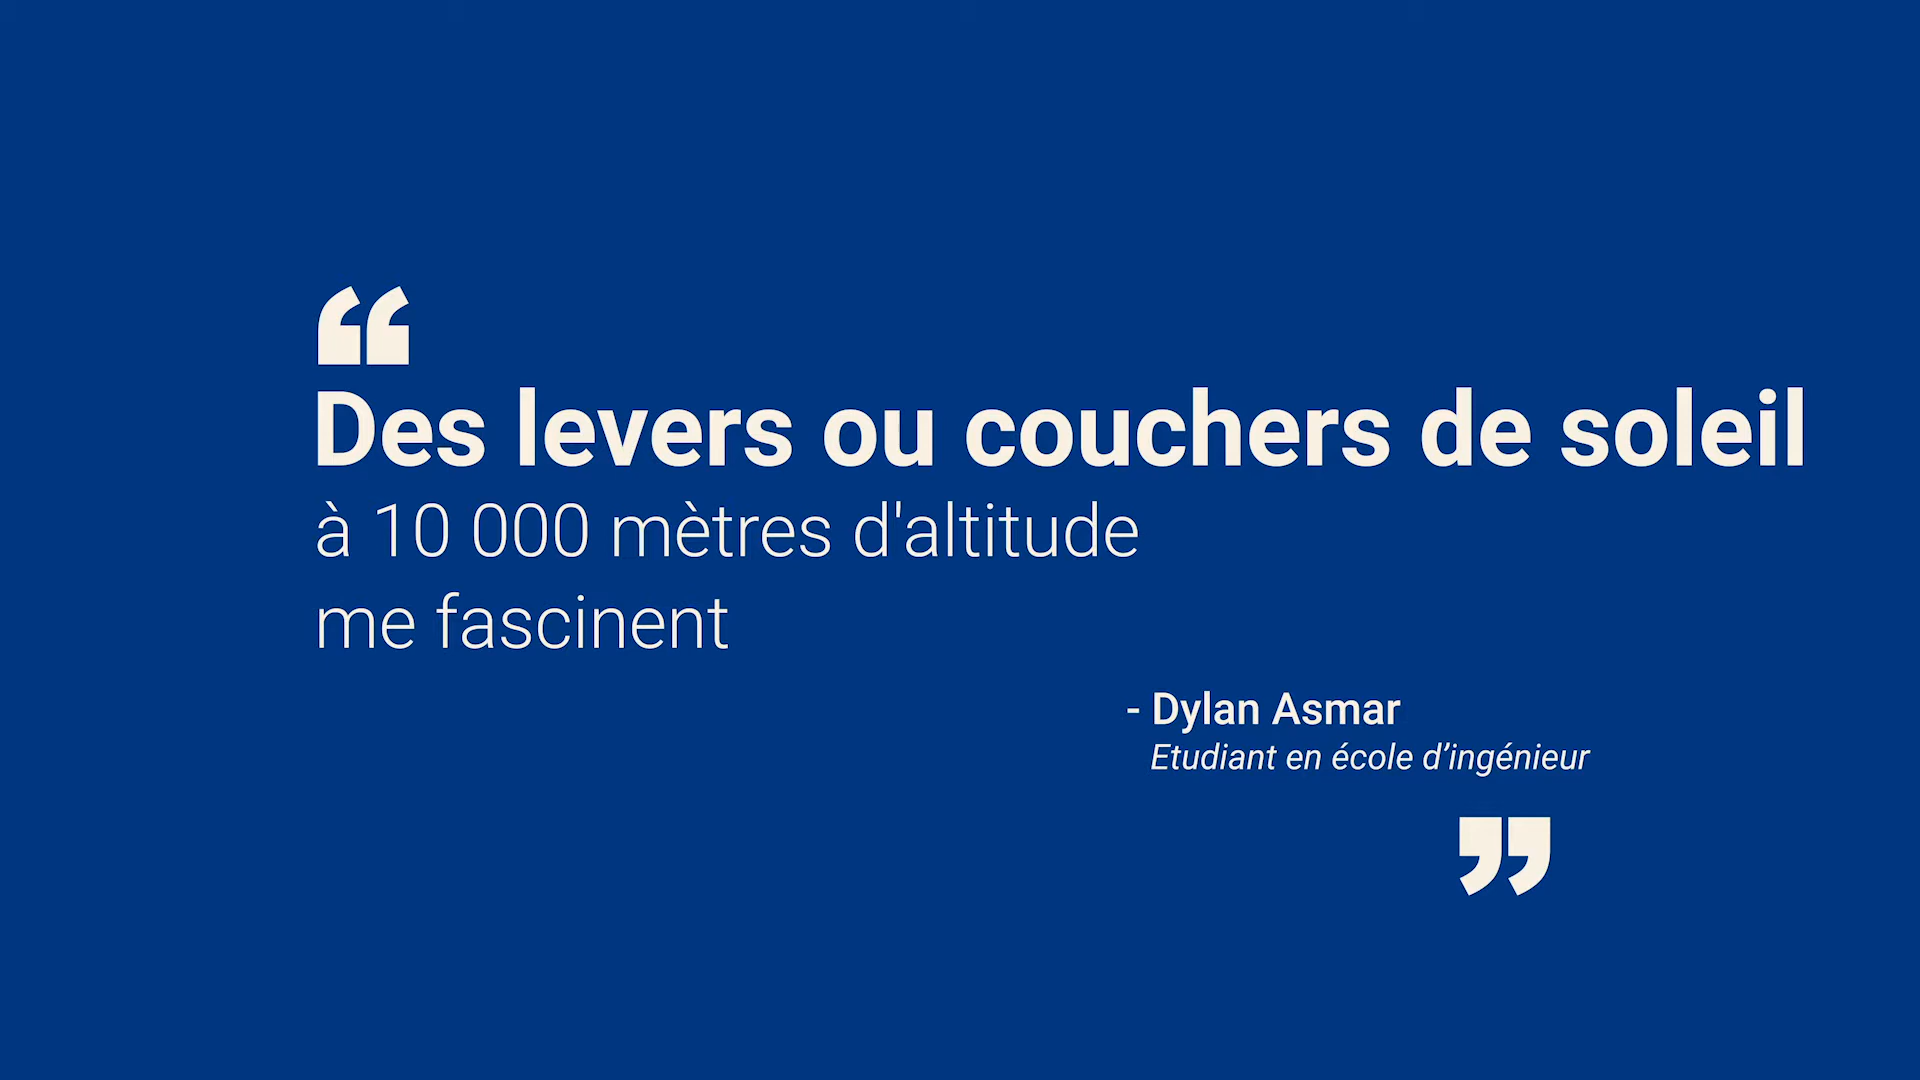 “
Des levers ou couchers de soleil
à 10 000 mètres d'altitude
me fascinent
- Dylan Asmar
Etudiant en école d’ingénieur
”